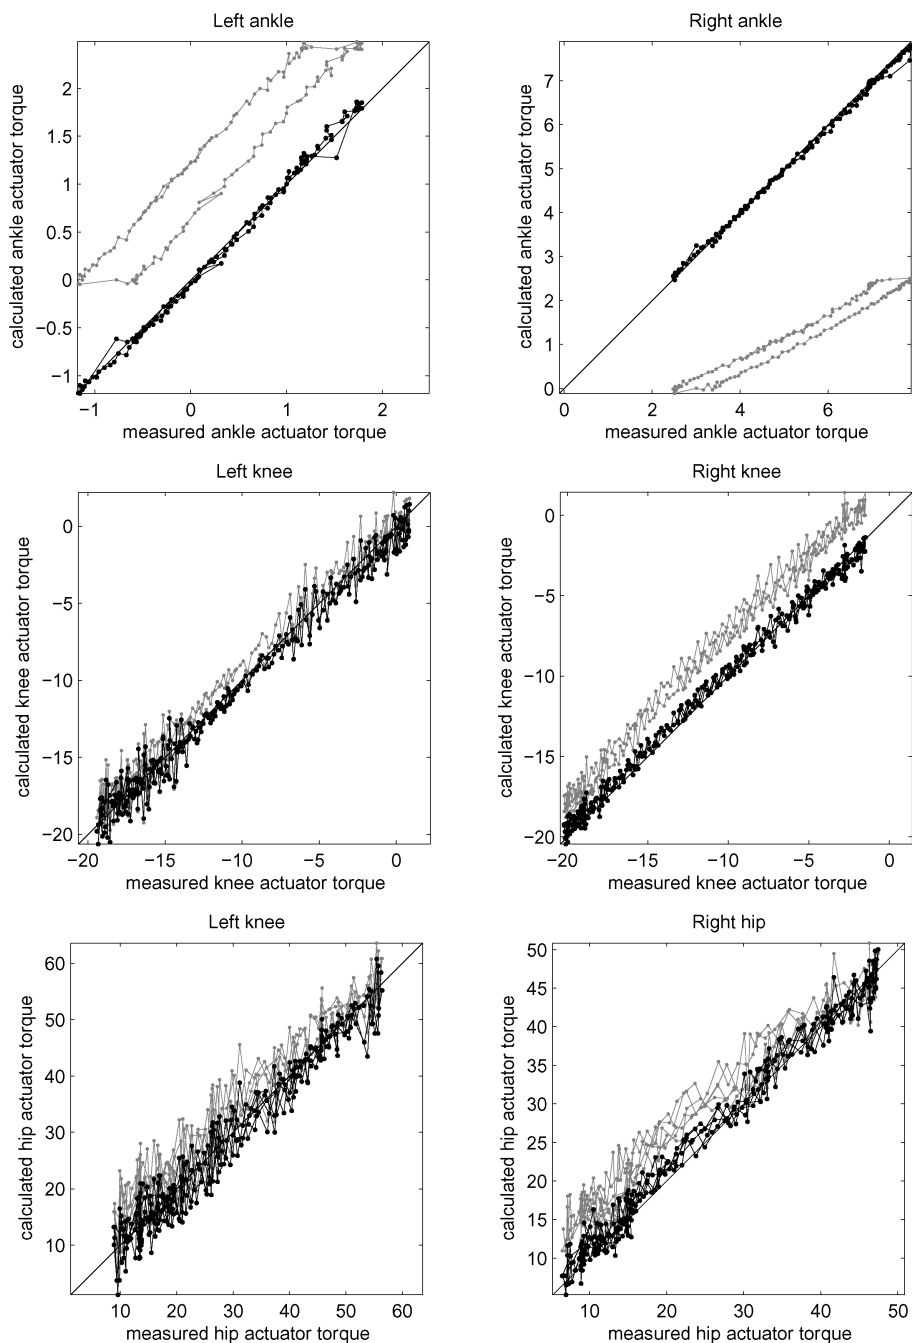 Left ankle
calculated ankle actuator torque
2
1.5
1
0.5
0
−0.5
−1
−1 0 1 2
measured ankle actuator torque
Right ankle
calculated ankle actuator torque
7
6
5
4
3
2
1
0
0 2 4 6
measured ankle actuator torque
Left knee
calculated knee actuator torque
0
−5
−10
−15
−20
−20 −15 −10 −5 0
measured knee actuator torque
Right knee
calculated knee actuator torque
0
−5
−10
−15
−20
−20 −15 −10 −5 0
measured knee actuator torque
Left knee
calculated hip actuator torque
60
50
40
30
20
10
10 20 30 40 50 60
measured hip actuator torque
Right hip
calculated hip actuator torque
50
45
40
35
30
25
20
15
10
10 20 30 40 50
measured hip actuator torque